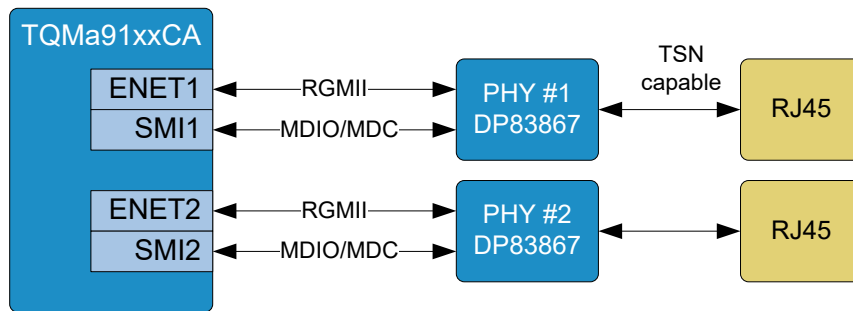 TQMa91xxCA
ENET1
RGMII
SMI1
MDIO/MDC
PHY #1
DP83867
TSN
capable
RJ45
ENET2
RGMII
SMI2
MDIO/MDC
PHY #2
DP83867
RJ45